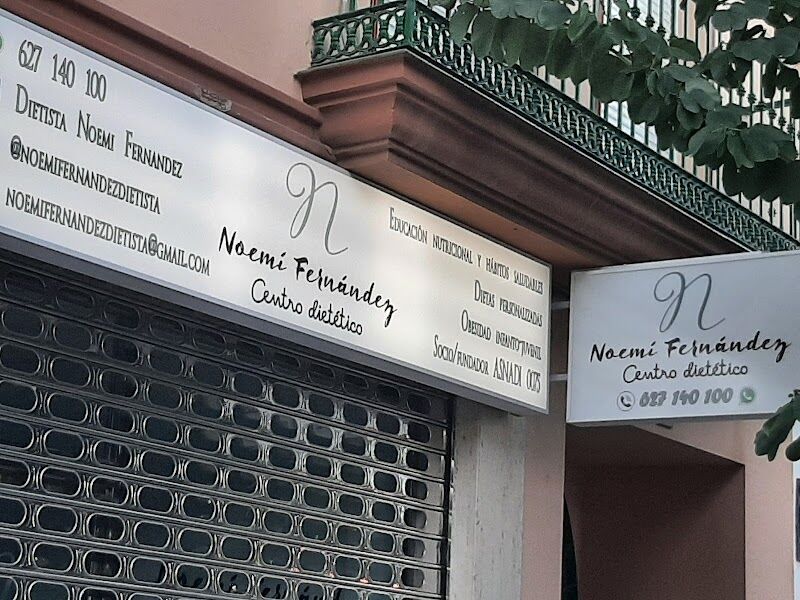 627 140 100
Dietista Noemi Fernandez
@noemifernandezdietista
noemifernandezdietista@gmail.com
n
Noemí Fernández
Centro dietético
Educación nutricional y hábitos saludables
Dietas personalizadas
Obesidad infanto-juvenil
Socio/fundador ASNADI 0075
n
Noemí Fernández
Centro dietético
627 140 100